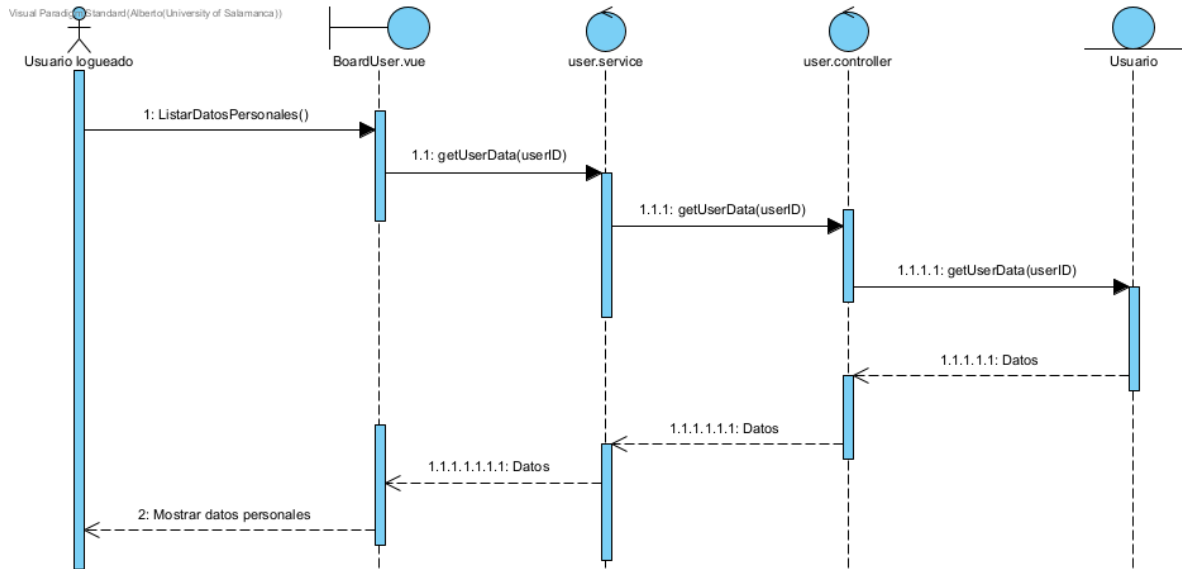 Visual Paradigm Standard(Alberto(University of Salamanca))
Usuario logueado
BoardUser.vue
user.service
user.controller
Usuario
1: ListarDatosPersonales()
1.1: getUserData(userID)
1.1.1: getUserData(userID)
1.1.1.1: getUserData(userID)
1.1.1.1.1: Datos
1.1.1.1.1.1: Datos
1.1.1.1.1.1.1: Datos
2: Mostrar datos personales